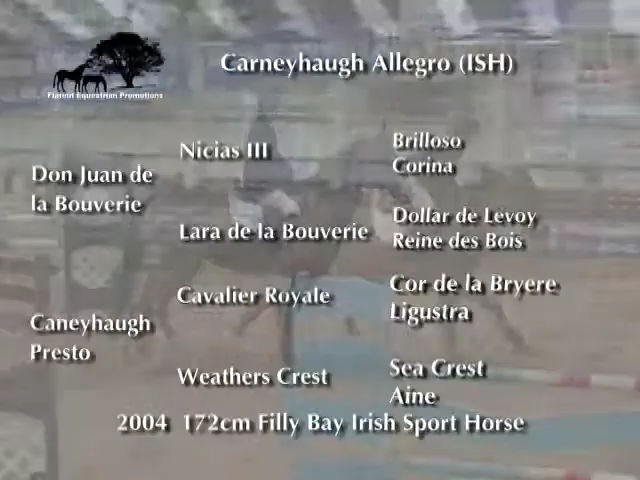 Carneyhaugh Allegro (ISH)
Equestrian Promotions
Don Juan de
la Bouverie
Nicias III
Brilloso
Corina
Lara de la Bouverie
Dollar de Levoy
Reine des Bois
Caneyhaugh
Presto
Cavalier Royale
Cor de la Bryere
Ligustra
Weathers Crest
Sea Crest
Aine
2004 172cm Filly Bay Irish Sport Horse